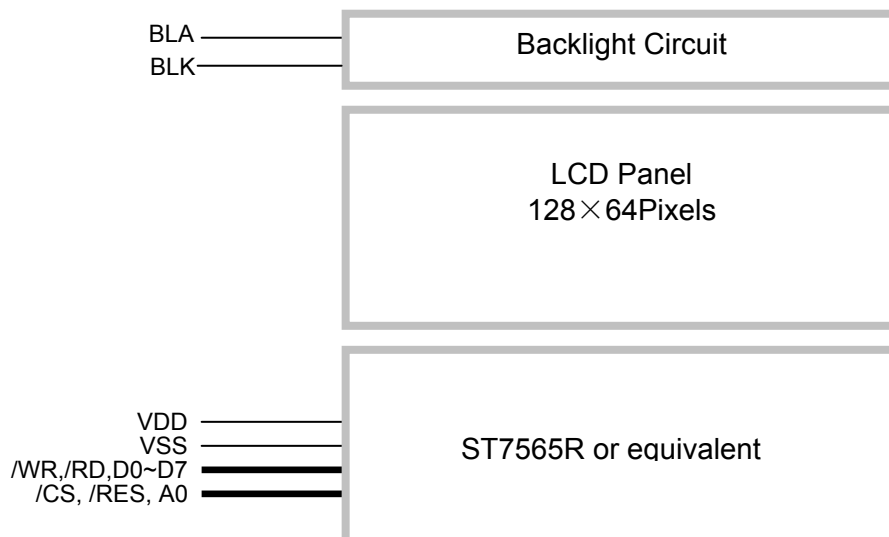 BLA
BLK
Backlight Circuit
LCD Panel
128×64Pixels
VDD
VSS
/WR,/RD,D0~D7
/CS, /RES, A0
ST7565R or equivalent